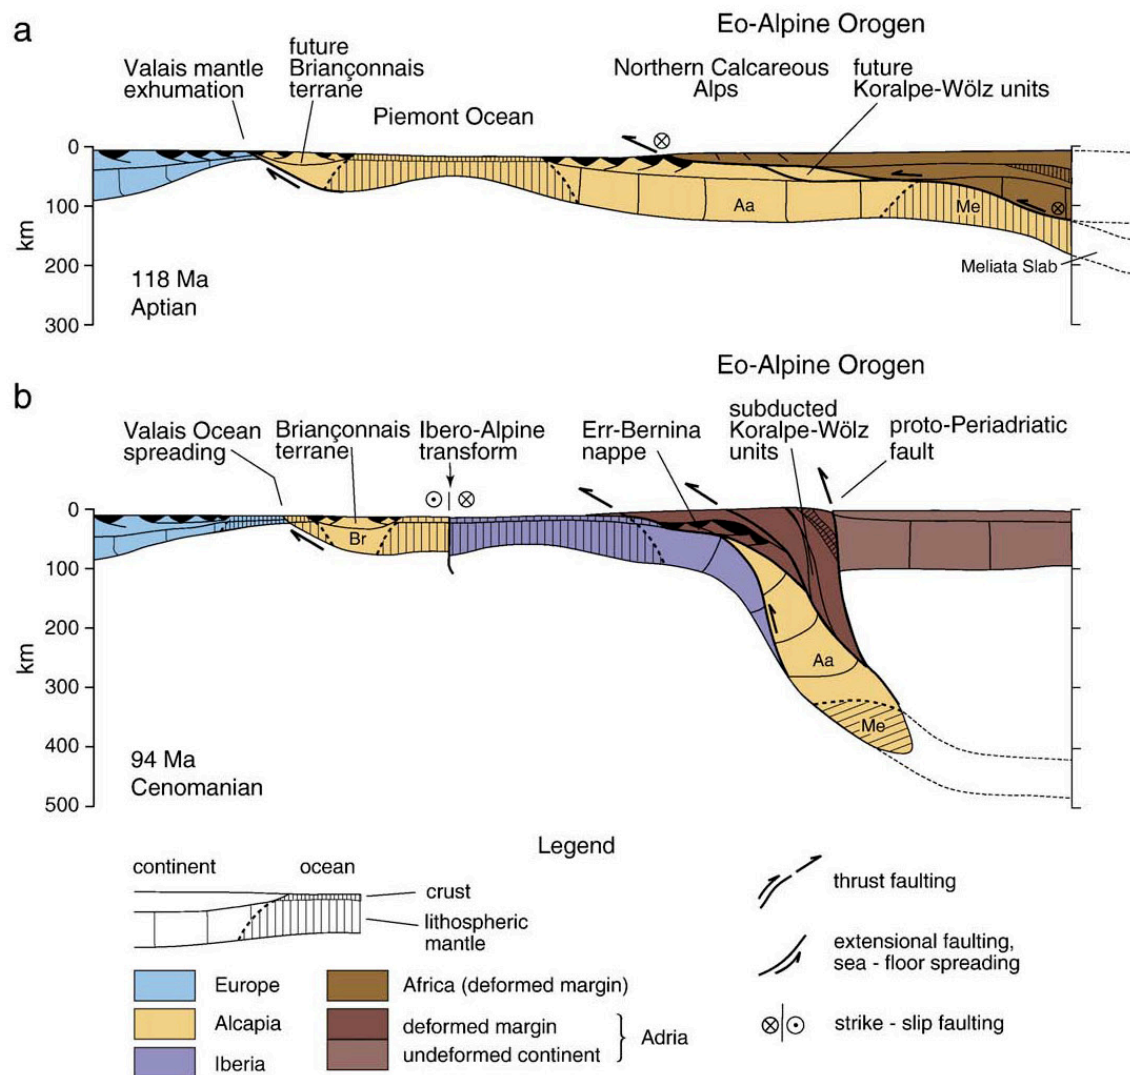 a
Eo-Alpine Orogen
Valais mantle
exhumation
future
Briançonnais
terrane
Piemont Ocean
Northern Calcareous
Alps
future
Koralpe-Wölz units
0
100
200
300
km
Aa
Me
Meliata Slab
118 Ma
Aptian
b
Eo-Alpine Orogen
Valais Ocean
spreading
Briançonnais
terrane
Ibero-Alpine
transform
Err-Bernina
nappe
subducted
Koralpe-Wölz
units
proto-Periadriatic
fault
0
100
200
300
400
500
km
Br
Aa
Me
94 Ma
Cenomanian
Legend
continent
ocean
crust
lithospheric
mantle
thrust faulting
extensional faulting,
sea - floor spreading
strike - slip faulting
Europe
Alcapia
Iberia
Africa (deformed margin)
deformed margin
undeformed continent
Adria